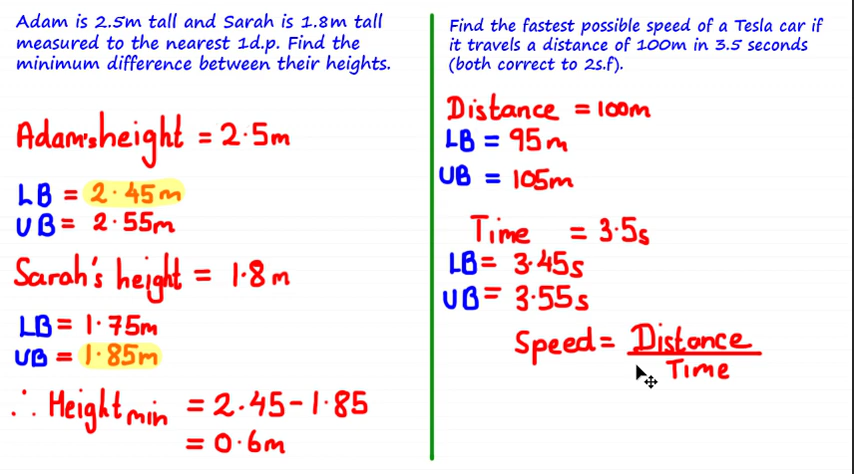 Adam is 2.5m tall and Sarah is 1.8m tall
measured to the nearest 1d.p. Find the
minimum difference between their heights.
Adam's height = 2.5m
LB = 2.45m
UB = 2.55m
Sarah's height = 1.8m
LB = 1.75m
UB = 1.85m
∴ Height min = 2.45-1.85
= 0.6m
Find the fastest possible speed of a Tesla car if
it travels a distance of 100m in 3.5 seconds
(both correct to 2s.f).
Distance = 100m
LB = 95m
UB = 105m
Time = 3.5s
LB = 3.45s
UB = 3.55s
Speed = Distance
Time